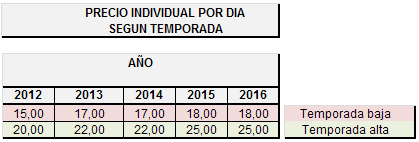 PRECIO INDIVIDUAL POR DIA
SEGUN TEMPORADA
AÑO
2012 2013 2014 2015 2016
15,00 17,00 17,00 18,00 18,00 Temporada baja
20,00 22,00 22,00 25,00 25,00 Temporada alta